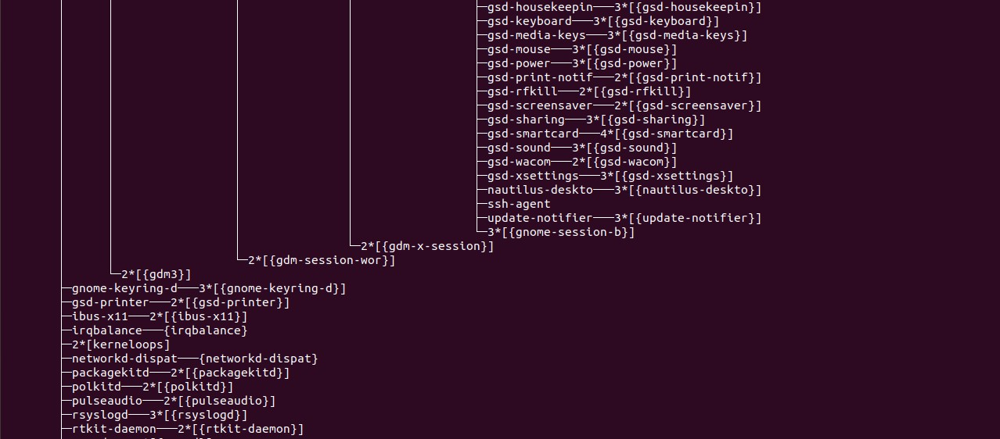 ├─gsd-housekeepin───3*[{gsd-housekeepin}]
├─gsd-keyboard───3*[{gsd-keyboard}]
├─gsd-media-keys───3*[{gsd-media-keys}]
├─gsd-mouse───3*[{gsd-mouse}]
├─gsd-power───3*[{gsd-power}]
├─gsd-print-notif───2*[{gsd-print-notif}]
├─gsd-rfkill───2*[{gsd-rfkill}]
├─gsd-screensaver───2*[{gsd-screensaver}]
├─gsd-sharing───3*[{gsd-sharing}]
├─gsd-smartcard───4*[{gsd-smartcard}]
├─gsd-sound───3*[{gsd-sound}]
├─gsd-wacom───2*[{gsd-wacom}]
├─gsd-xsettings───3*[{gsd-xsettings}]
├─nautilus-deskto───3*[{nautilus-deskto}]
├─ssh-agent
├─update-notifier───3*[{update-notifier}]
└─3*[{gnome-session-b}]
└─2*[{gdm-x-session}]
└─2*[{gdm-session-wor}]
└─2*[{gdm3}]
├─gnome-keyring-d───3*[{gnome-keyring-d}]
├─gsd-printer───2*[{gsd-printer}]
├─ibus-x11───2*[{ibus-x11}]
├─irqbalance───{irqbalance}
├─2*[kerneloops]
├─networkd-dispat───{networkd-dispat}
├─packagekitd───2*[{packagekitd}]
├─polkitd───2*[{polkitd}]
├─pulseaudio───2*[{pulseaudio}]
├─rsyslogd───3*[{rsyslogd}]
├─rtkit-daemon───2*[{rtkit-daemon}]